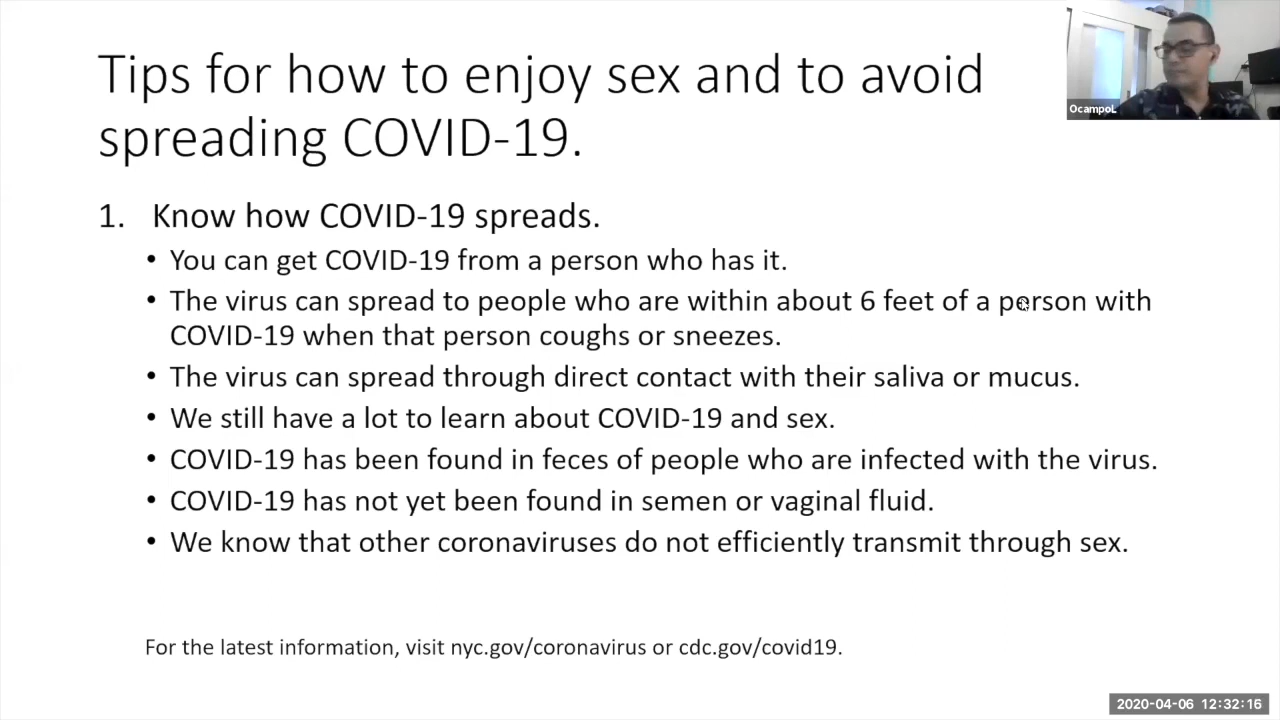 Tips for how to enjoy sex and to avoid
spreading COVID-19.
OcampoL
1. Know how COVID-19 spreads.
• You can get COVID-19 from a person who has it.
• The virus can spread to people who are within about 6 feet of a person with
COVID-19 when that person coughs or sneezes.
• The virus can spread through direct contact with their saliva or mucus.
• We still have a lot to learn about COVID-19 and sex.
• COVID-19 has been found in feces of people who are infected with the virus.
• COVID-19 has not yet been found in semen or vaginal fluid.
• We know that other coronaviruses do not efficiently transmit through sex.
For the latest information, visit nyc.gov/coronavirus or cdc.gov/covid19.
2020-04-06 12:32:16